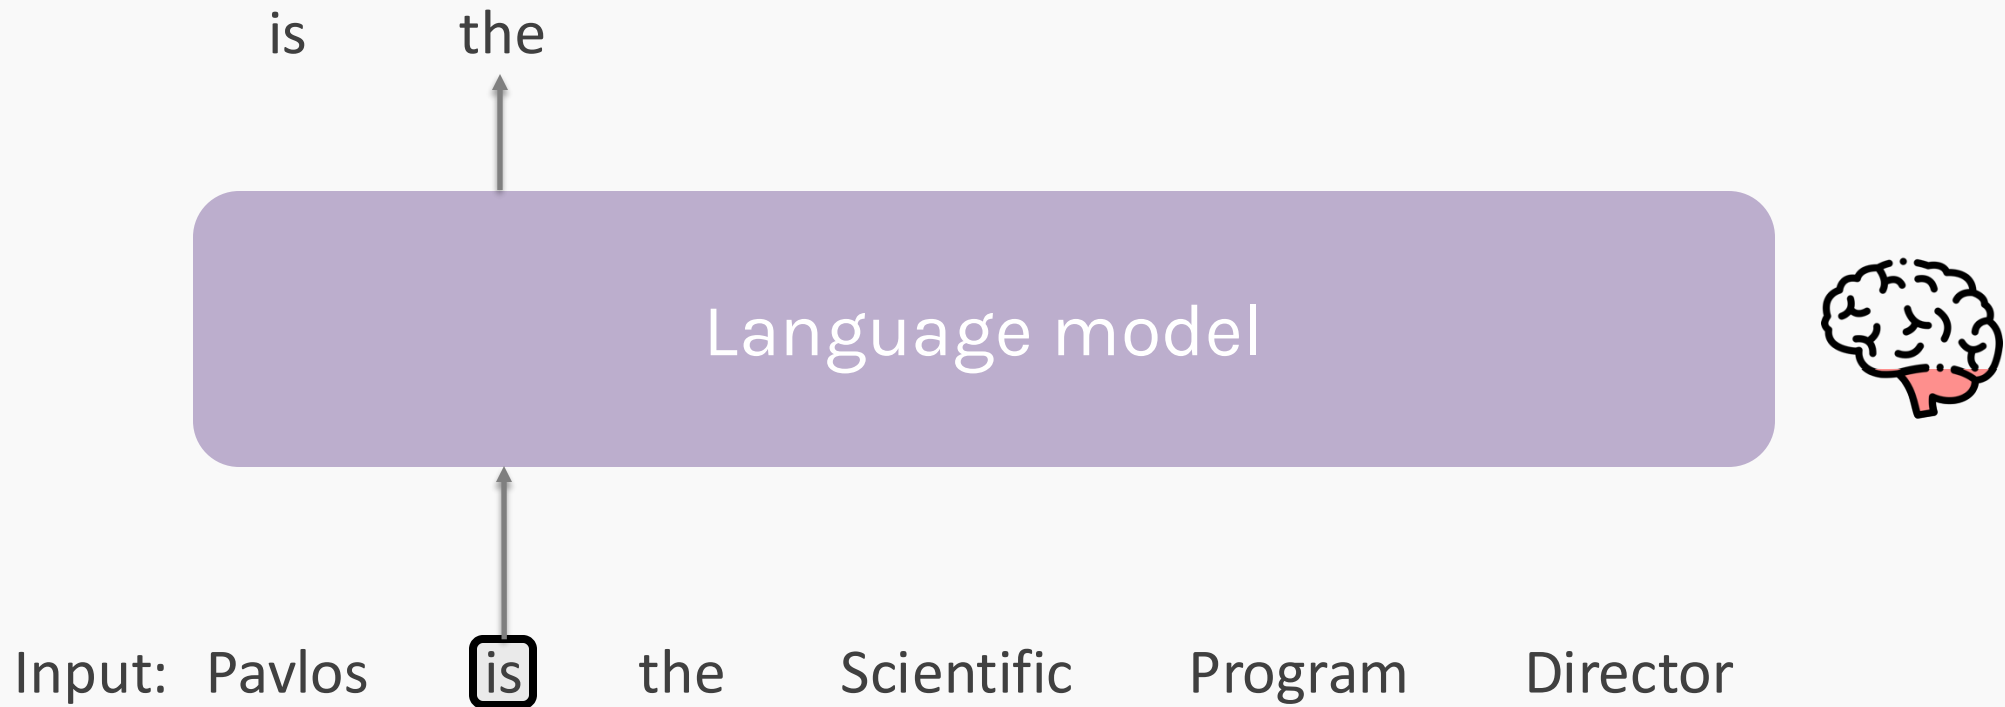 is the
Language model
Input: Pavlos is the Scientific Program Director